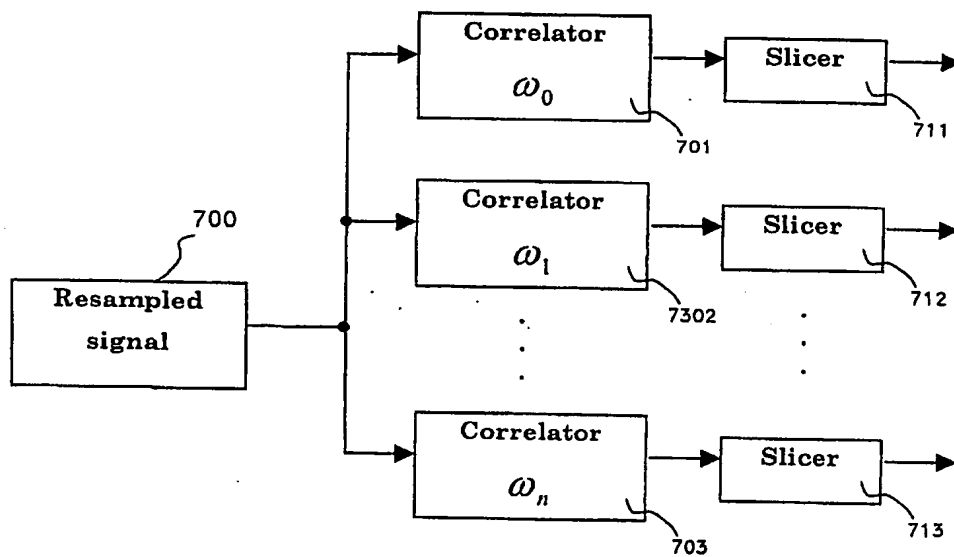 Correlator
ω₀
701
Slicer
711
Correlator
ω₁
7302
Slicer
712
700
Resampled
signal
Correlator
ωₙ
703
Slicer
713